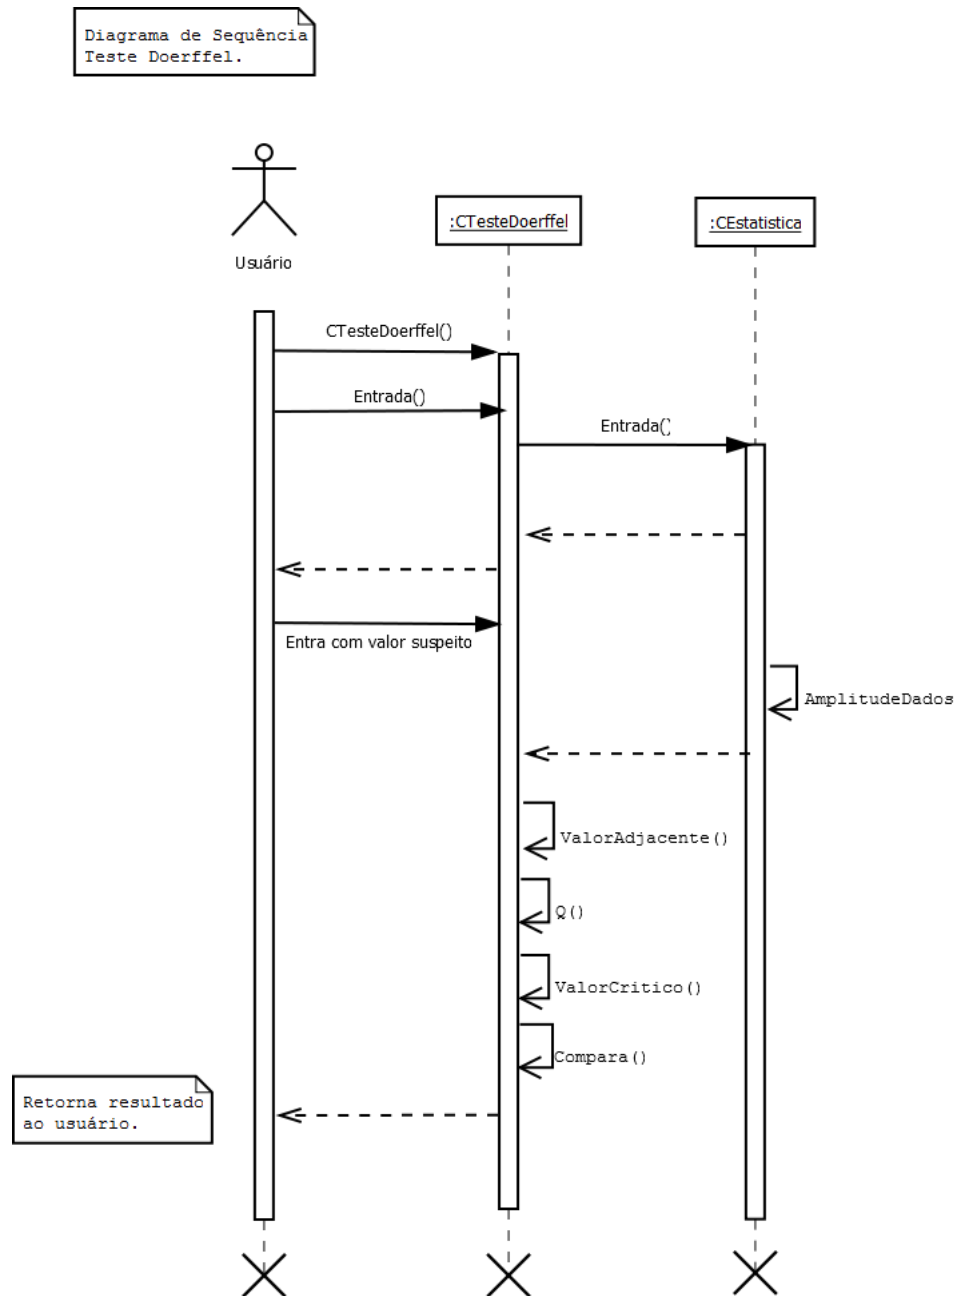 Diagrama de Sequência
Teste Doerffel.
:CTesteDoerffel
:CEstatistica
Usuário
CTesteDoerffel()
Entrada()
Entrada()
Entra com valor suspeito
AmplitudeDados
ValorAdjacente()
Q()
ValorCritico()
Compara()
Retorna resultado
ao usuário.